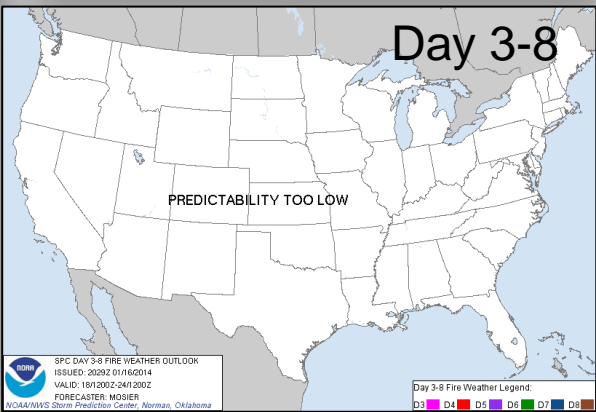 Day 3-8
PREDICTABILITY TOO LOW
NOAA
SPC DAY 3-8 FIRE WEATHER OUTLOOK
ISSUED: 2029Z 01/16/2014
VALID: 18/1200Z-24/1200Z
FORECASTER: MOSIER
NOAA/NWS Storm Prediction Center, Norman, Oklahoma
Day 3-8 Fire Weather Legend:
D3 D4 D5 D6 D7 D8